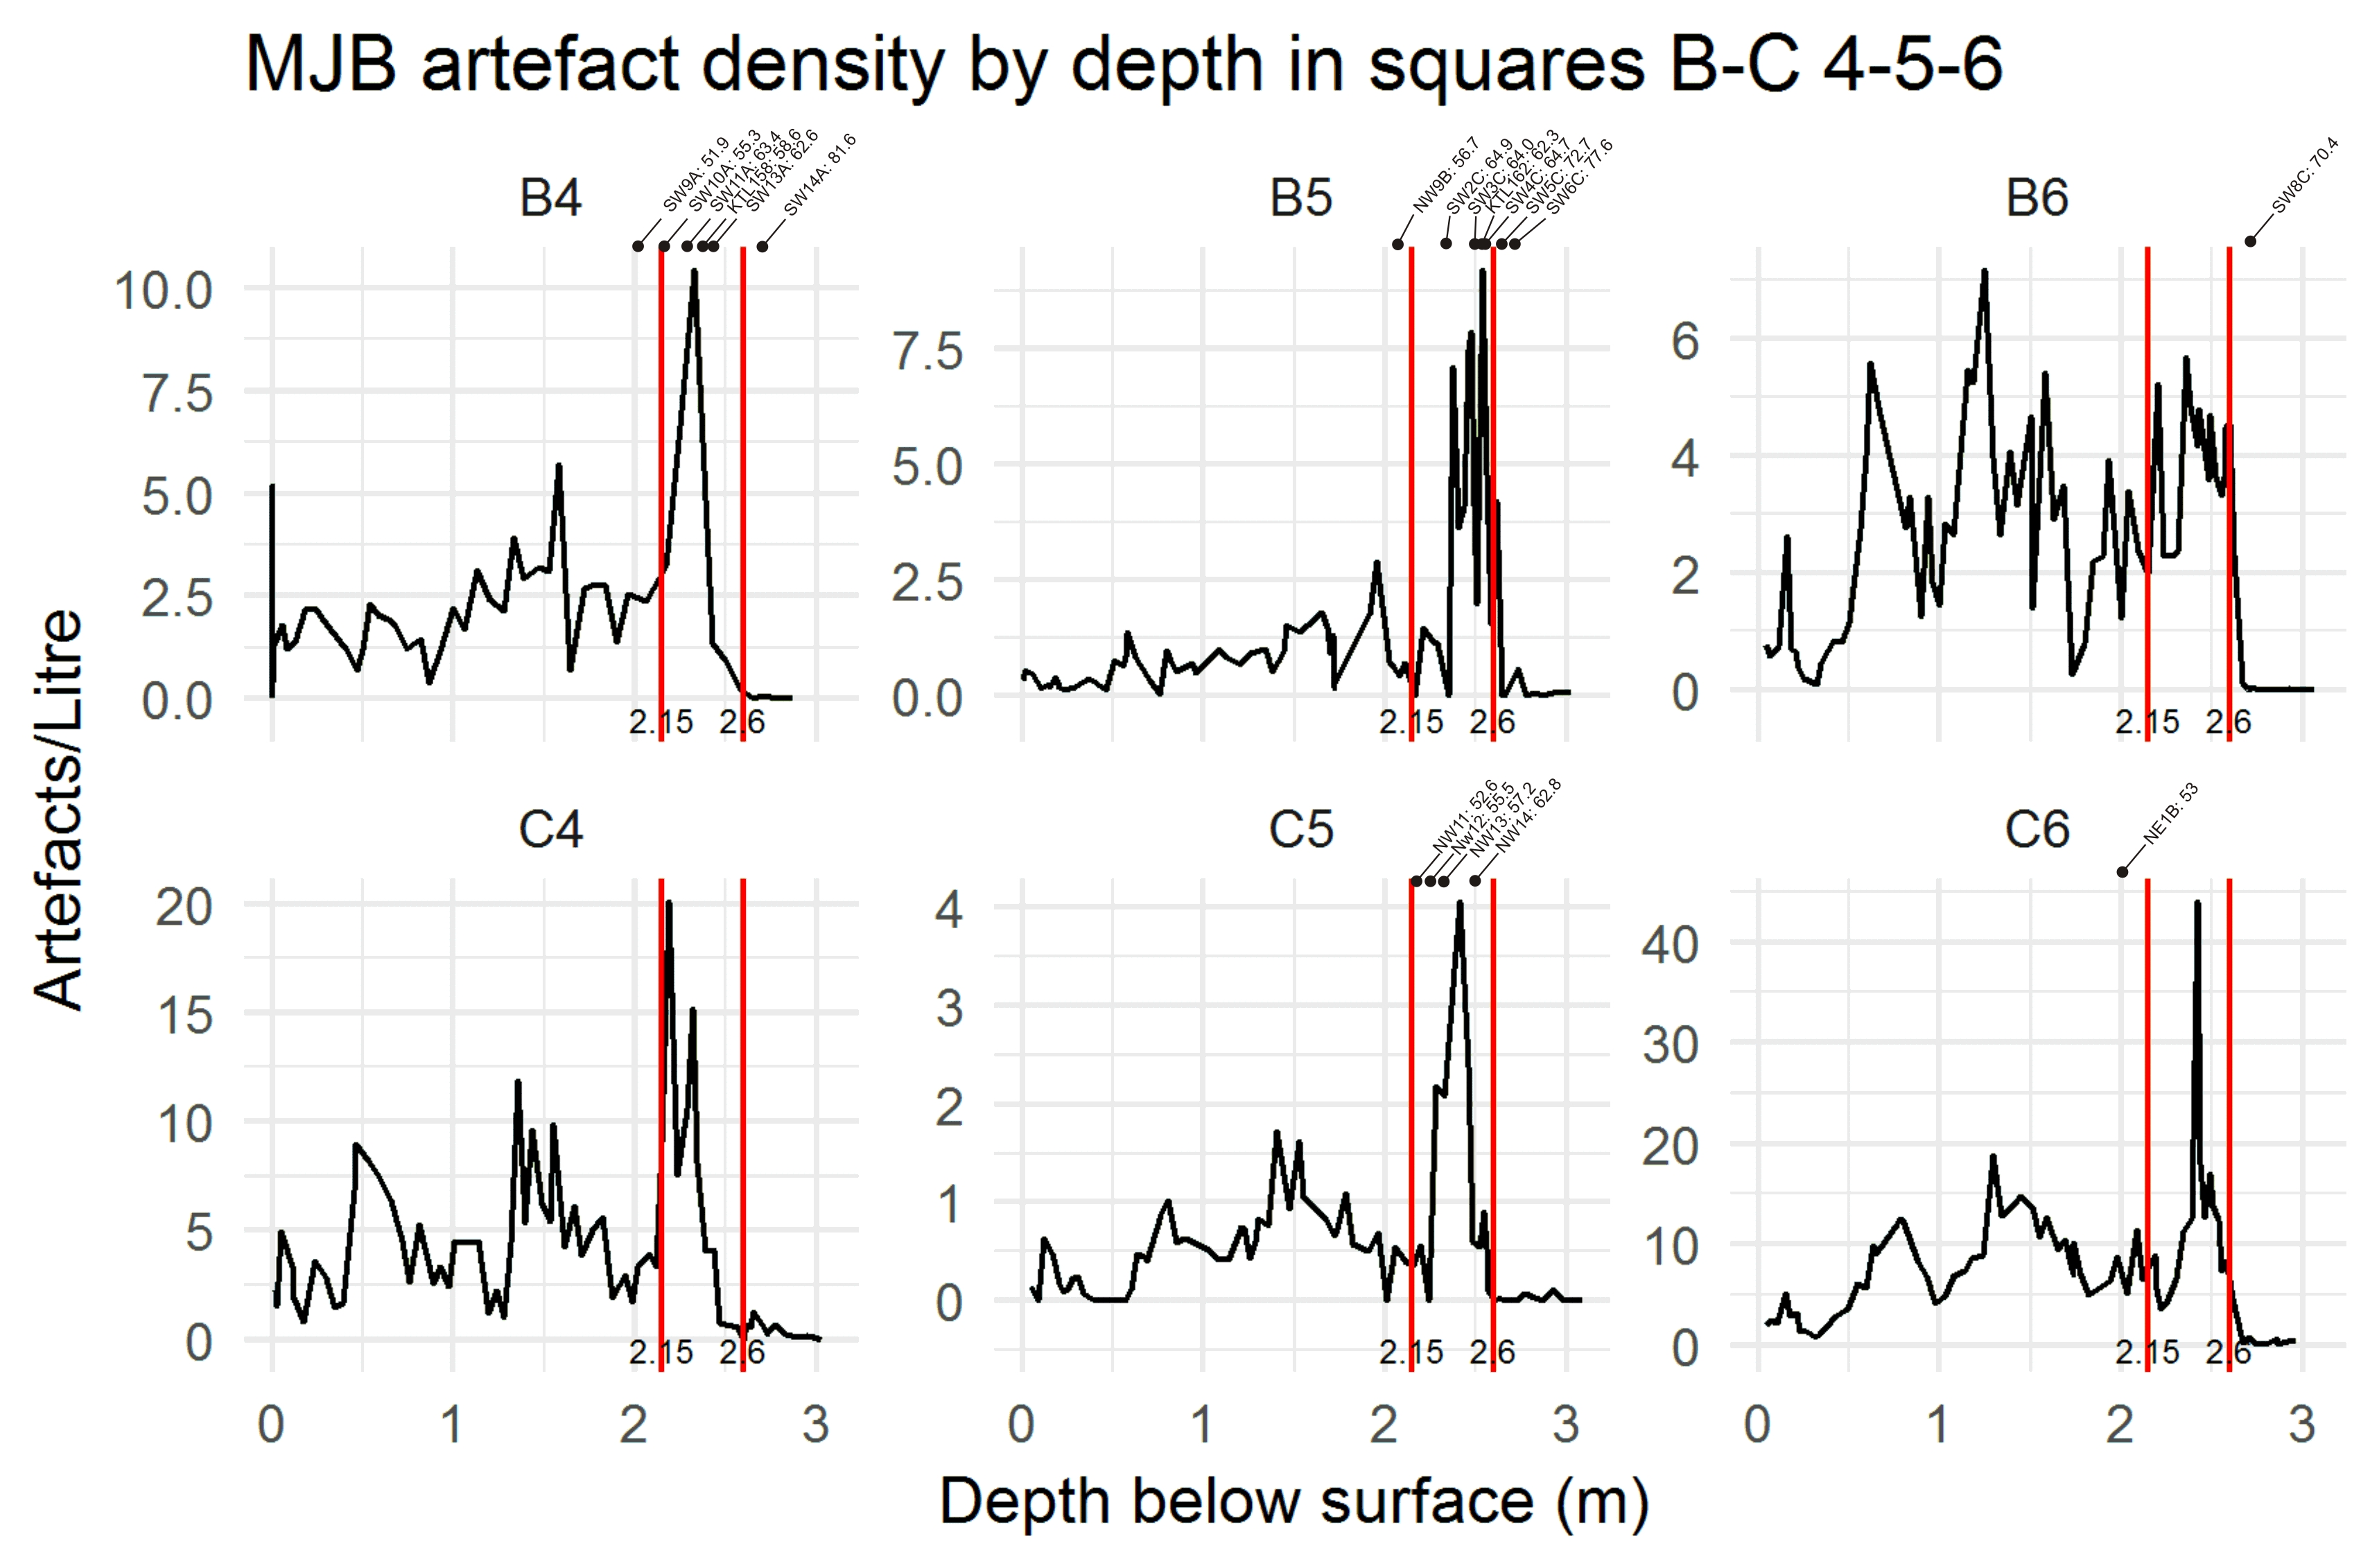 MJB artefact density by depth in squares B-C 4-5-6
SW9A: 51.9
SW10A: 55.3
SW11A: 63.4
KTL158: 58.6
SW13A: 62.6
SW14A: 81.6
NW9B: 56.7
SW2C: 64.9
SW3C: 64.0
KTL162: 62.3
SW4C: 64.7
SW5C: 72.7
SW6C: 77.6
SW8C: 70.4
B4
B5
B6
10.0
7.5
5.0
2.5
0.0
2.15
2.6
7.5
5.0
2.5
0.0
2.15
2.6
6
4
2
0
2.15
2.6
NW11: 52.6
Nw12: 55.5
NW13: 57.2
NW14: 62.8
NE1B: 53
C4
C5
C6
20
15
10
5
0
2.15
2.6
4
3
2
1
0
2.15
2.6
40
30
20
10
0
2.15
2.6
0
1
2
3
0
1
2
3
0
1
2
3
Artefacts/Litre
Depth below surface (m)